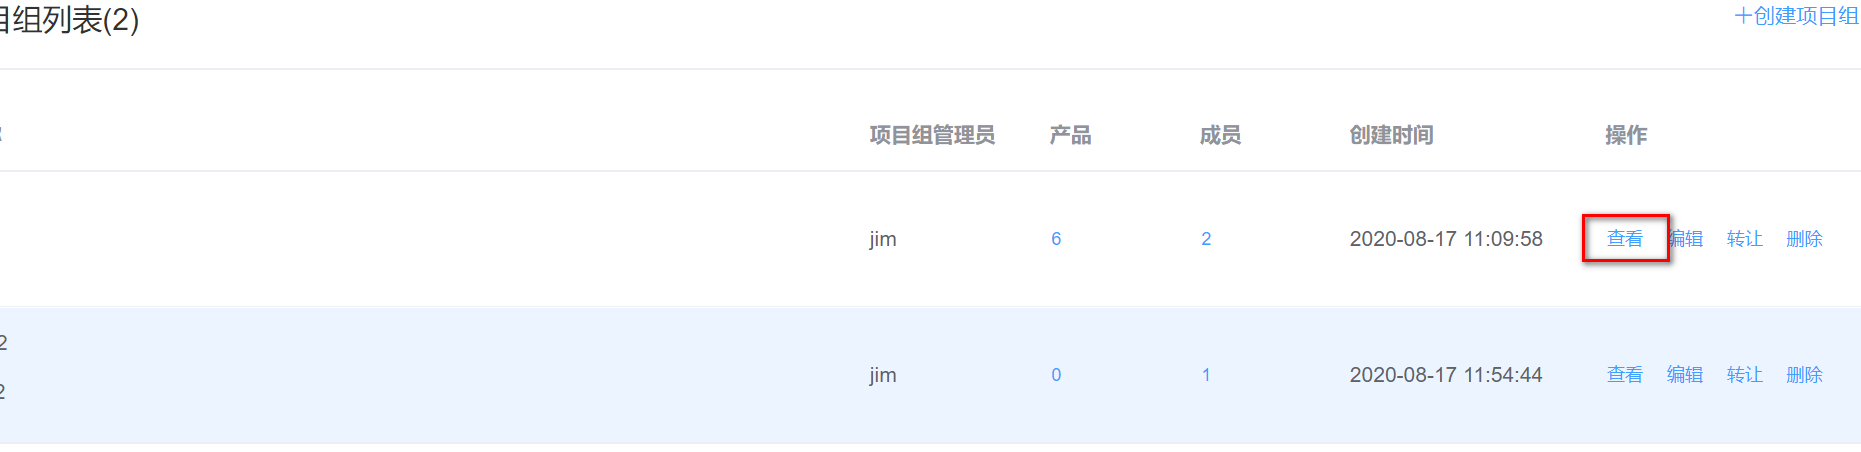 目组列表(2)
+创建项目组
项目组管理员 产品 成员 创建时间 操作
jim 6 2 2020-08-17 11:09:58 查看 编辑 转让 删除
2
jim 0 1 2020-08-17 11:54:44 查看 编辑 转让 删除
2